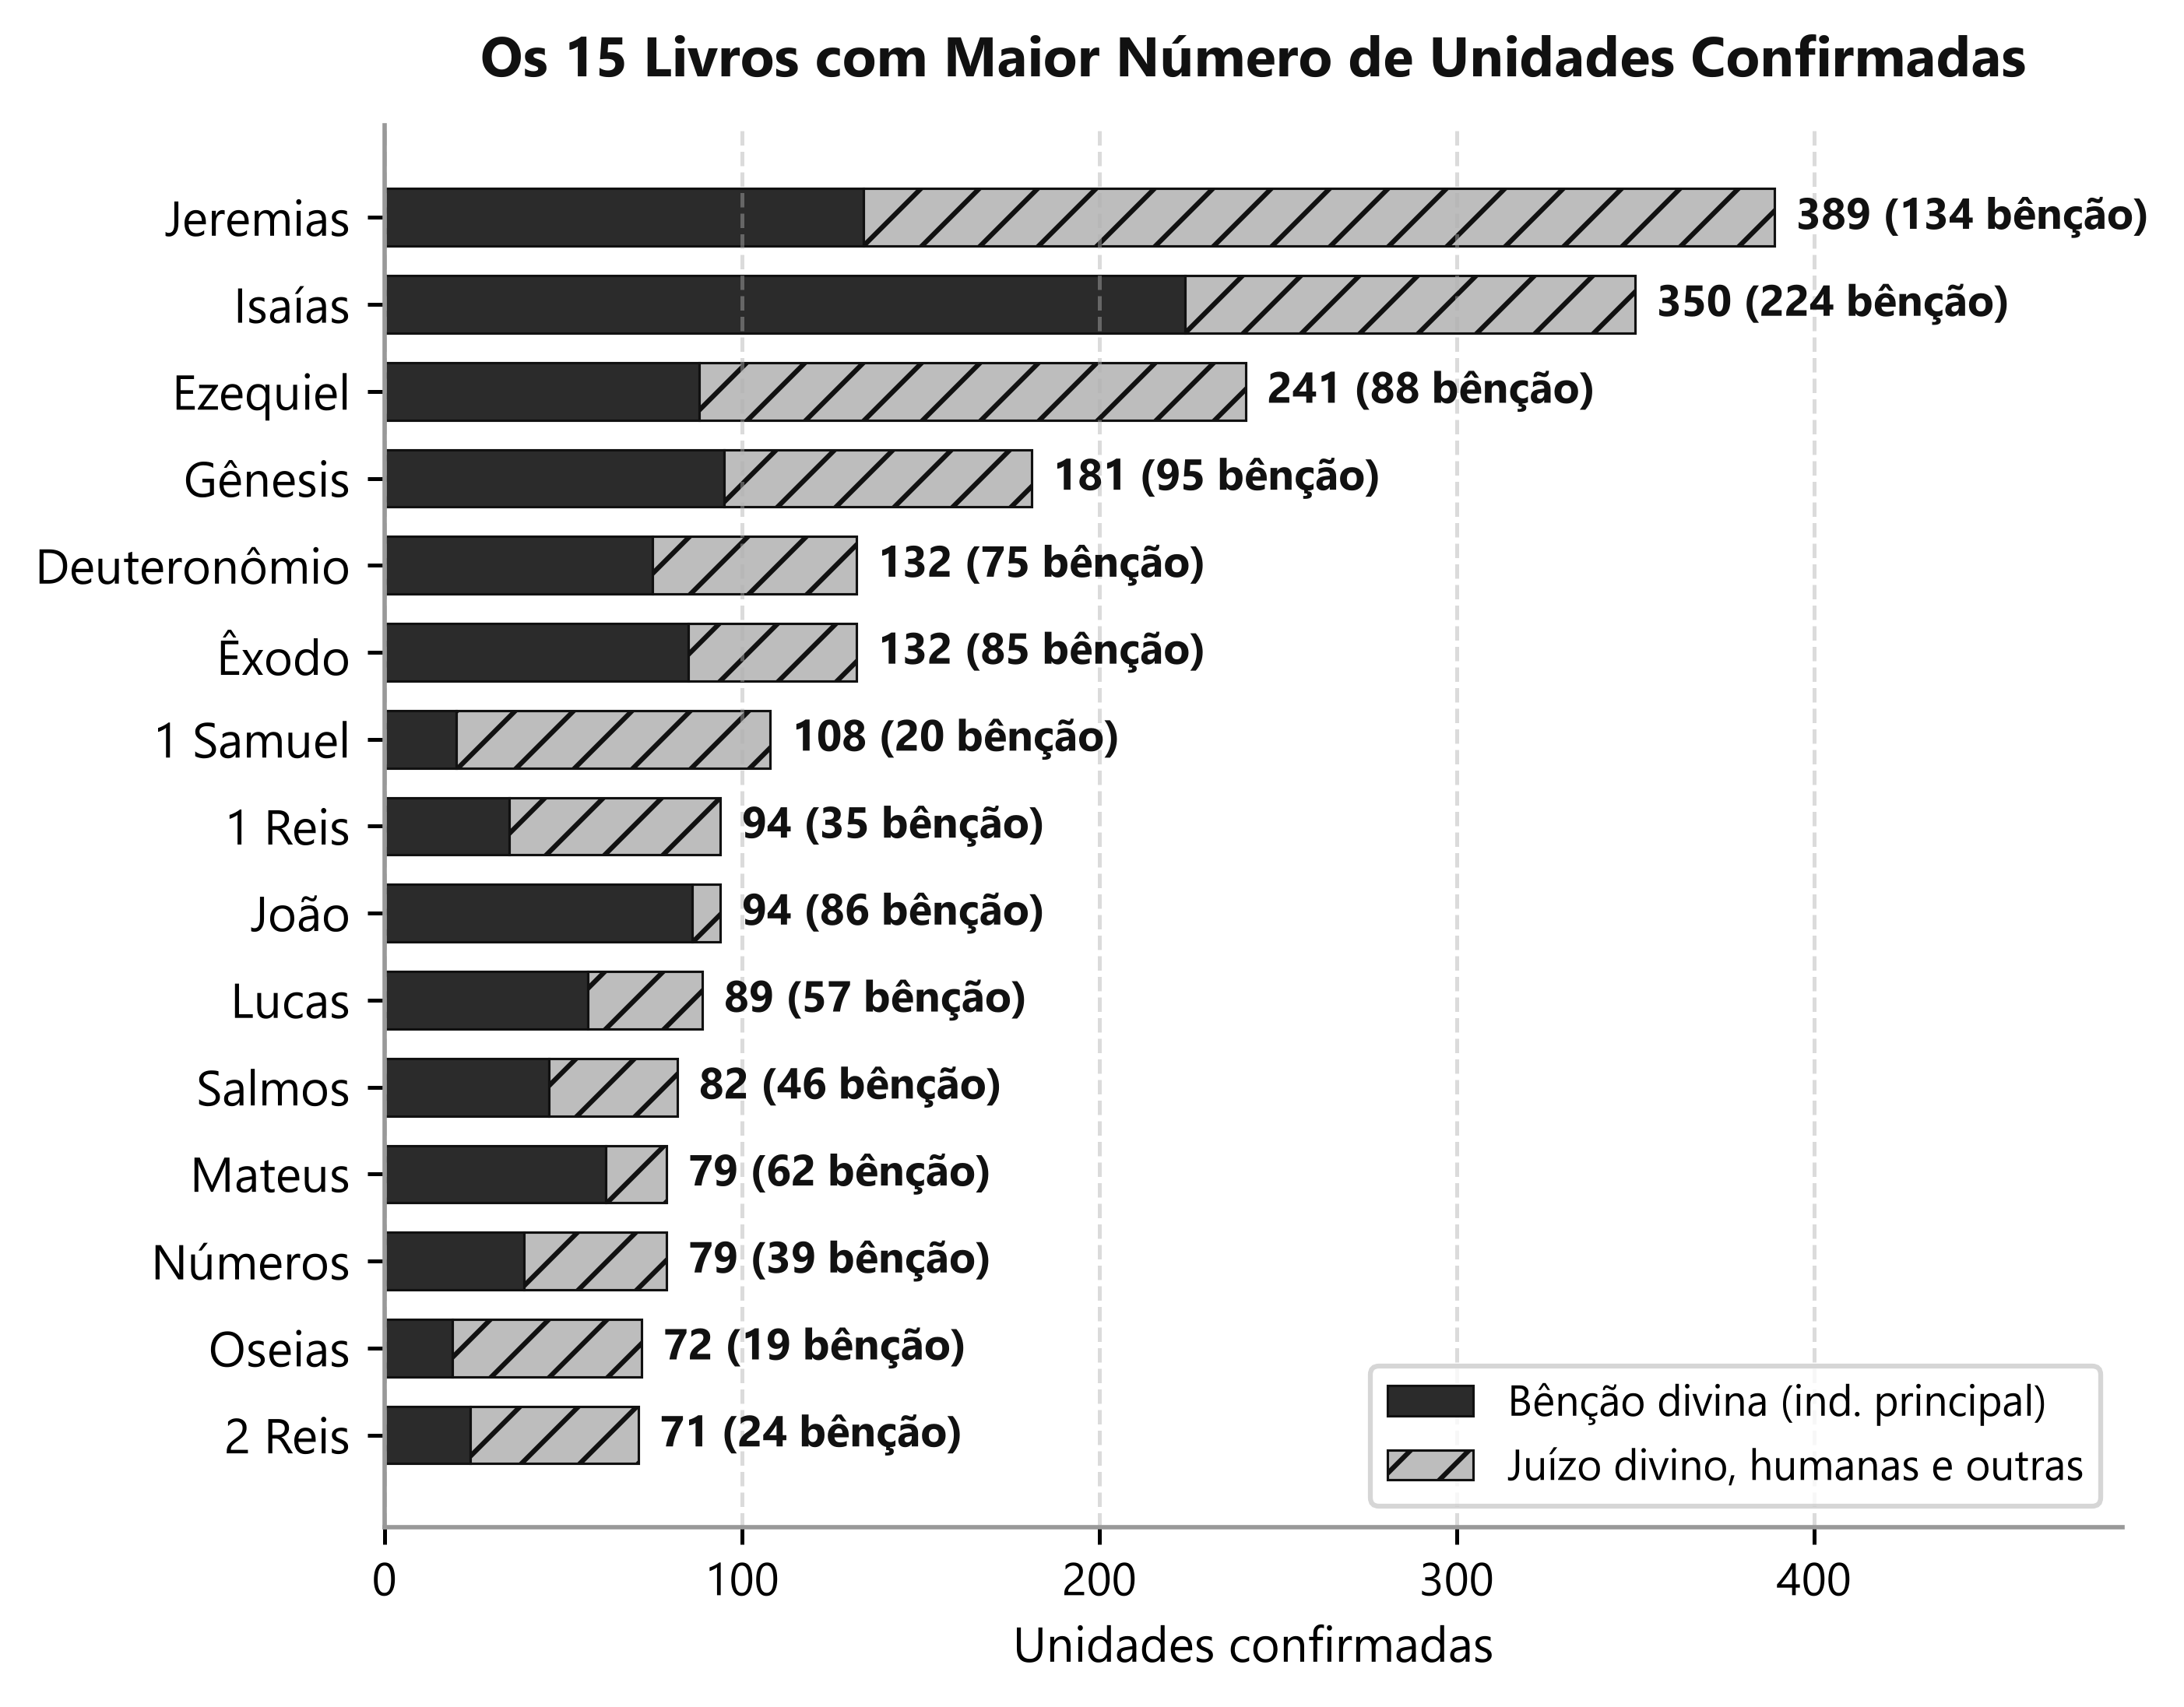 Os 15 Livros com Maior Número de Unidades Confirmadas
Jeremias 389 (134 bênção)
Isaías 350 (224 bênção)
Ezequiel 241 (88 bênção)
Gênesis 181 (95 bênção)
Deuteronômio 132 (75 bênção)
Êxodo 132 (85 bênção)
1 Samuel 108 (20 bênção)
1 Reis 94 (35 bênção)
João 94 (86 bênção)
Lucas 89 (57 bênção)
Salmos 82 (46 bênção)
Mateus 79 (62 bênção)
Números 79 (39 bênção)
Oseias 72 (19 bênção)
2 Reis 71 (24 bênção)
Bênção divina (ind. principal)
Juízo divino, humanas e outras
0 100 200 300 400
Unidades confirmadas